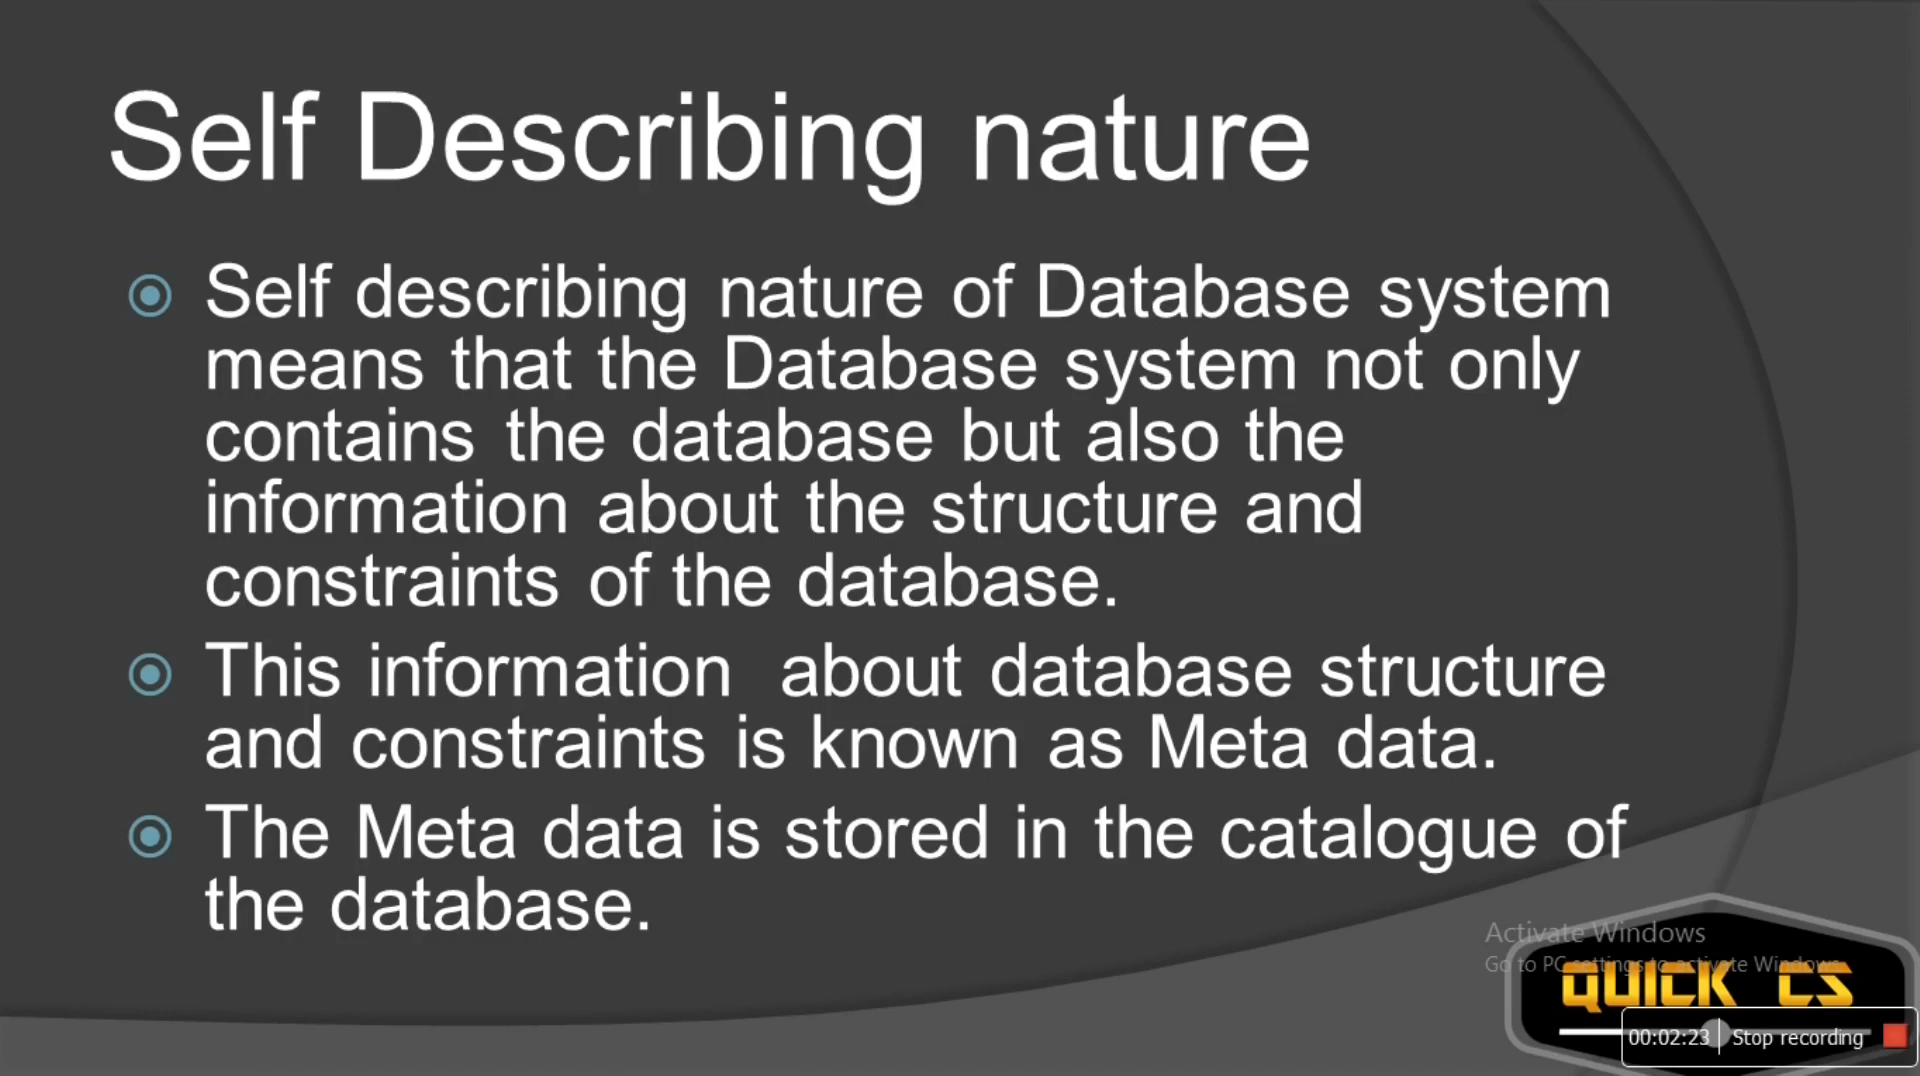 Self Describing nature
Self describing nature of Database system
means that the Database system not only
contains the database but also the
information about the structure and
constraints of the database.
This information about database structure
and constraints is known as Meta data.
The Meta data is stored in the catalogue of
the database.
Activate Windows
Go to PC settings to activate Windows.
QUICK CS
00:02:23 Stop recording